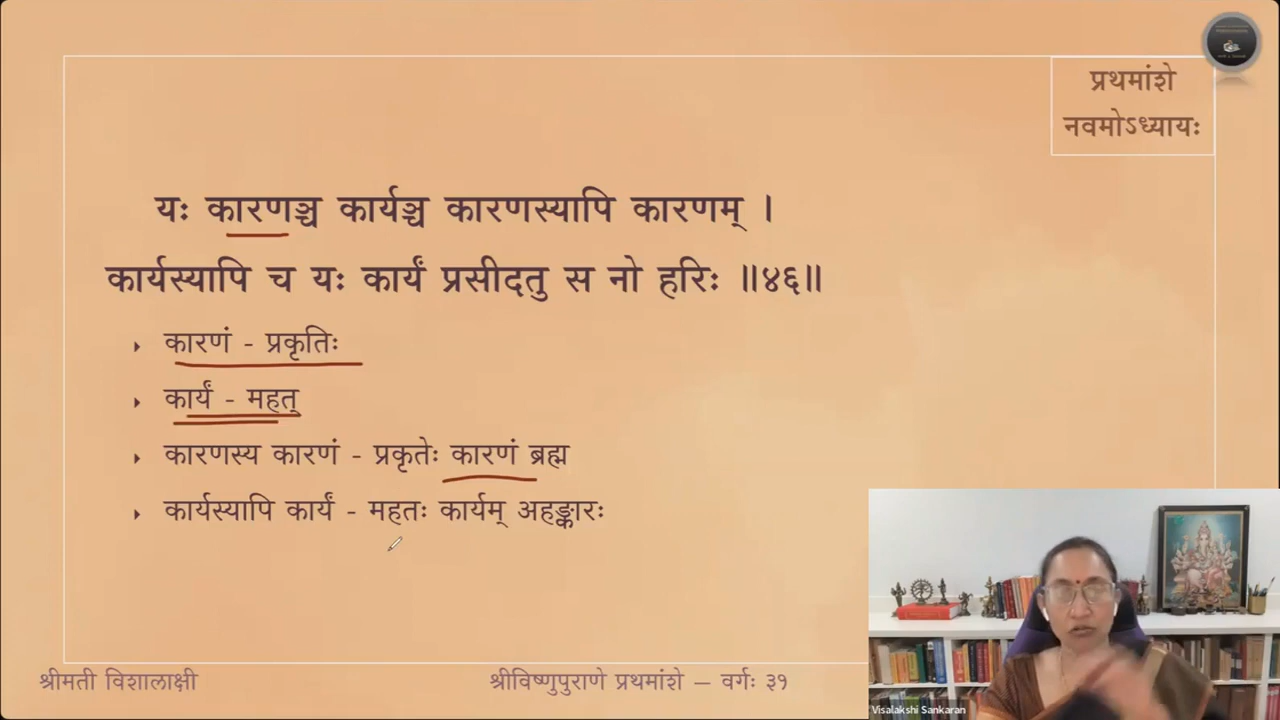 प्रथमांशे
नवमोऽध्यायः
यः कारणञ्च कार्यञ्च कारणस्यापि कारणम् ।
कार्यस्यापि च यः कार्यं प्रसीदतु स नो हरिः ॥४६॥
कारणं - प्रकृतिः
कार्यं - महत्
कारणस्य कारणं - प्रकृतेः कारणं ब्रह्म
कार्यस्यापि कार्यं - महतः कार्यम् अहङ्कारः
श्रीमती विशालाक्षी
श्रीविष्णुपुराणे प्रथमांशे – वर्गः ३१
Visalakshi Sankaran